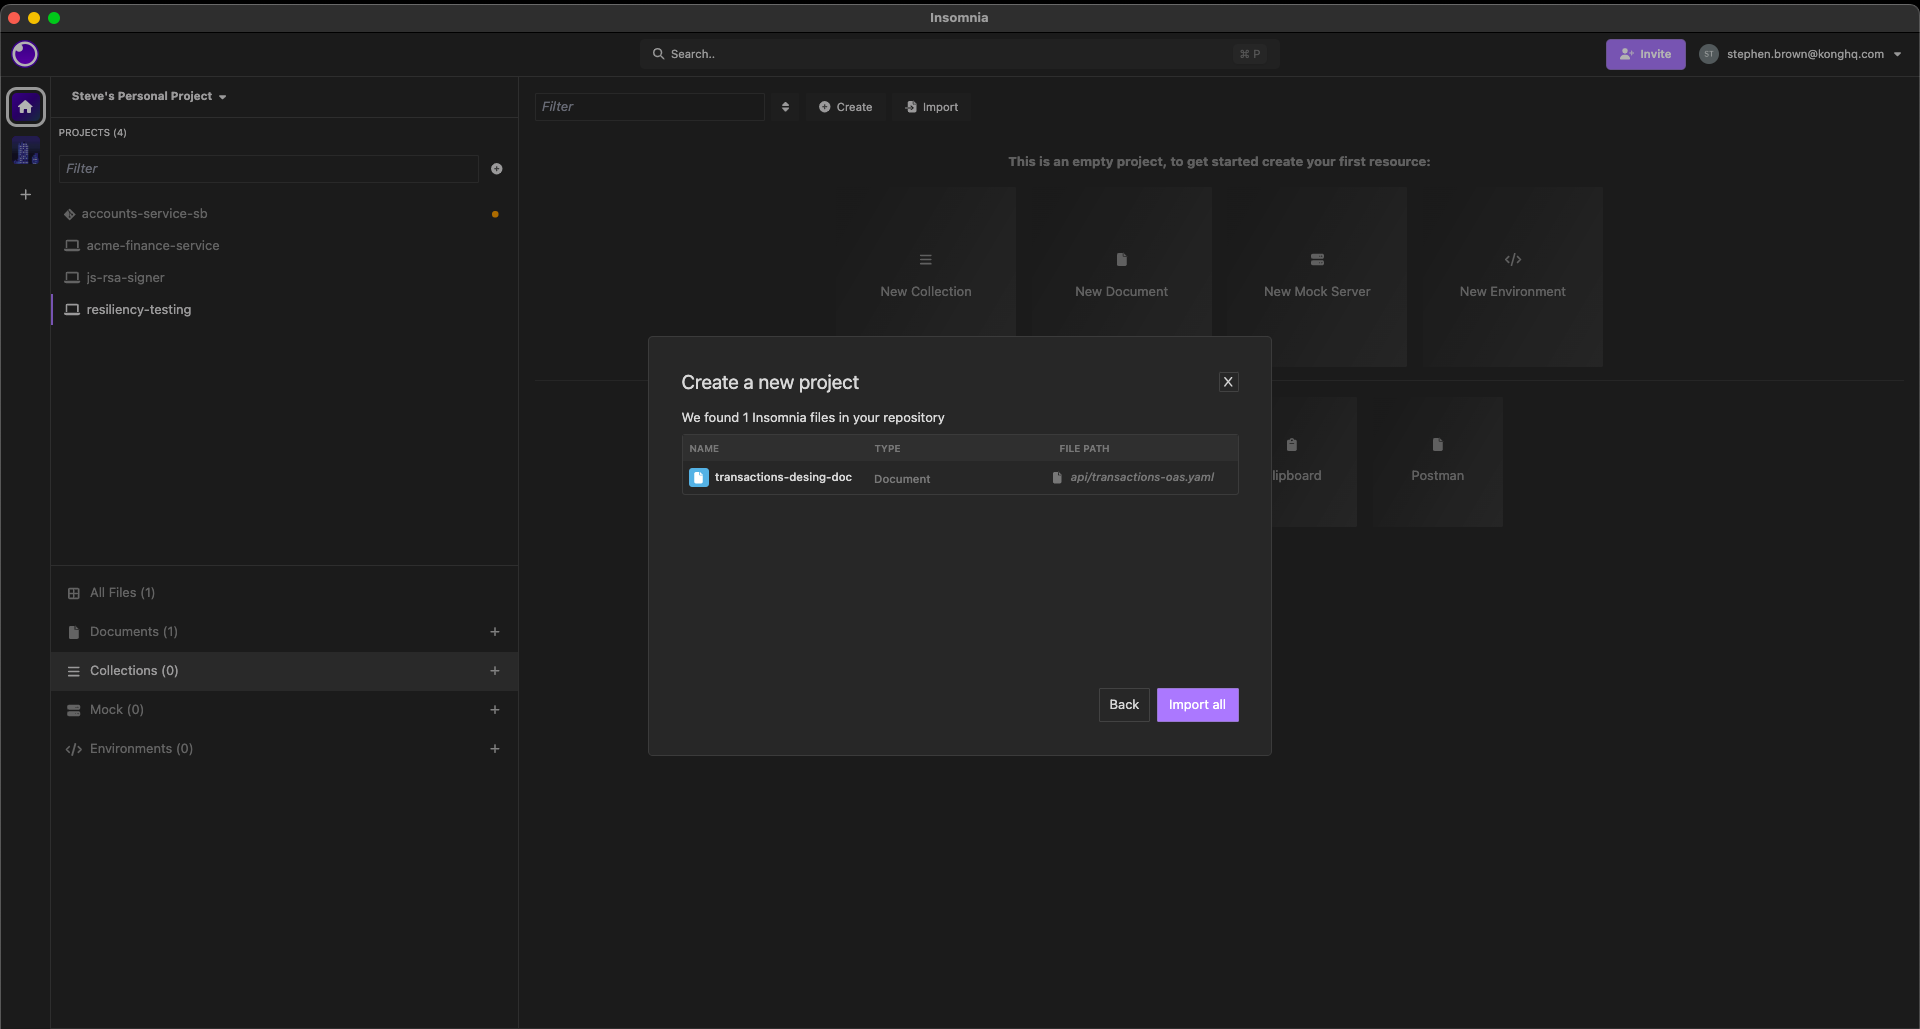 Insomnia
Search..
⌘ P
Invite
ST
stephen.brown@konghq.com
Steve's Personal Project
PROJECTS (4)
Filter
accounts-service-sb
acme-finance-service
js-rsa-signer
resiliency-testing
All Files (1)
Documents (1)
Collections (0)
Mock (0)
Environments (0)
Filter
Create
Import
This is an empty project, to get started create your first resource:
New Collection
New Document
New Mock Server
New Environment
lipboard
Postman
Create a new project
X
We found 1 Insomnia files in your repository
NAME TYPE FILE PATH
transactions-desing-doc Document api/transactions-oas.yaml
Back
Import all